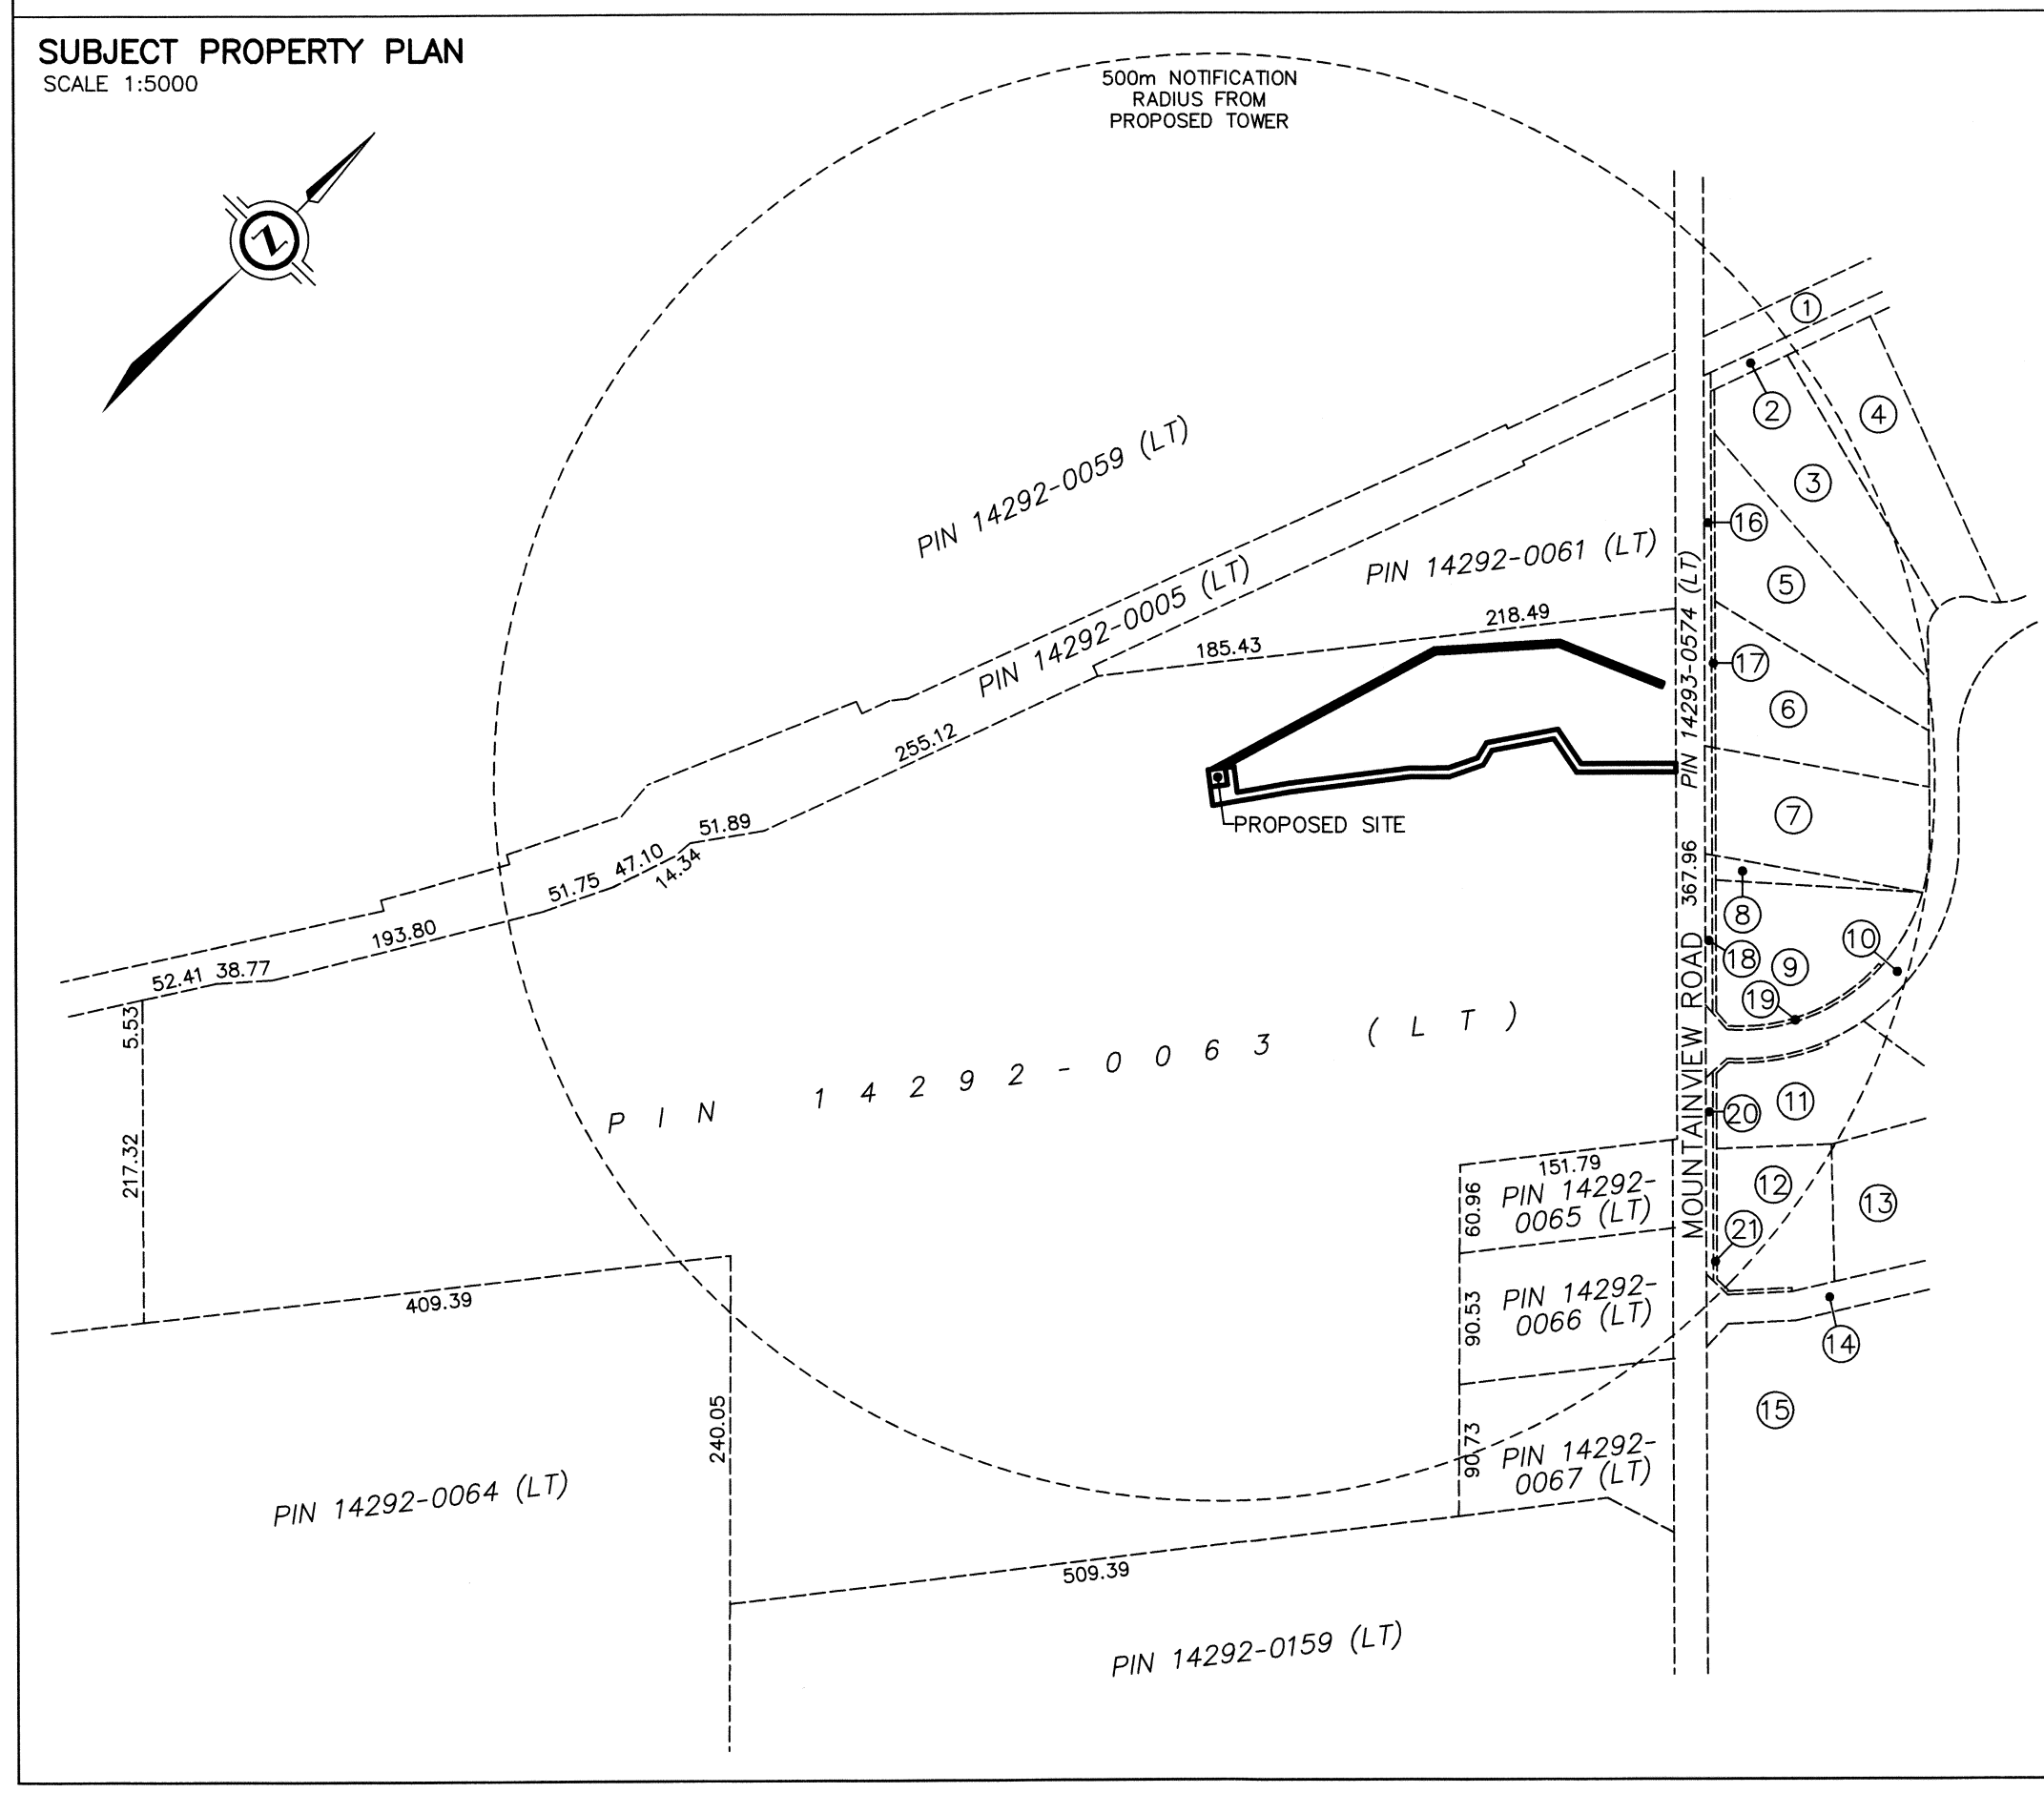 SUBJECT PROPERTY PLAN
SCALE 1:5000
500m NOTIFICATION
RADIUS FROM
PROPOSED TOWER
N
1
2
4
3
PIN 14292-0059 (LT)
16
PIN 14292-0061 (LT)
PIN 14292-0005 (LT)
5
218.49
185.43
PIN 14293-0574 (LT)
17
6
255.12
PROPOSED SITE
7
51.89
47.10
14.34
51.75
367.96
8
193.80
10
18
9
52.41
38.77
19
5.53
PIN 14292-0063 (LT)
MOUNTAINVIEW ROAD
11
20
217.32
151.79
60.96
PIN 14292-
0065 (LT)
12
13
21
409.39
90.53
PIN 14292-
0066 (LT)
14
15
240.05
90.73
PIN 14292-
0067 (LT)
PIN 14292-0064 (LT)
509.39
PIN 14292-0159 (LT)